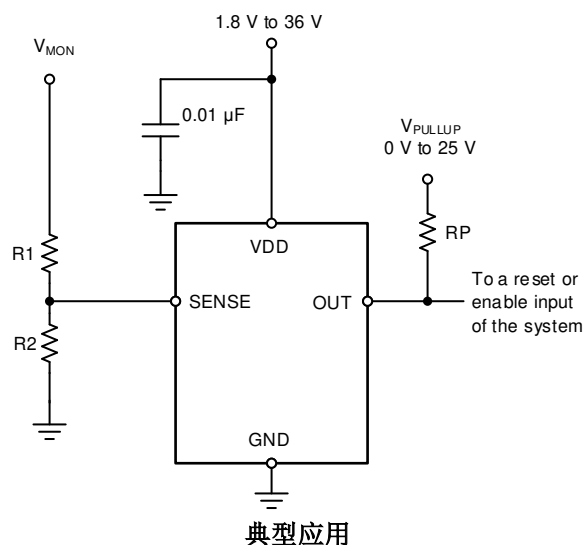 1.8 V to 36 V
VMON
0.01 µF
VPULLUP
0 V to 25 V
R1
VDD
RP
SENSE
OUT
To a reset or
enable input
of the system
R2
GND
典型应用